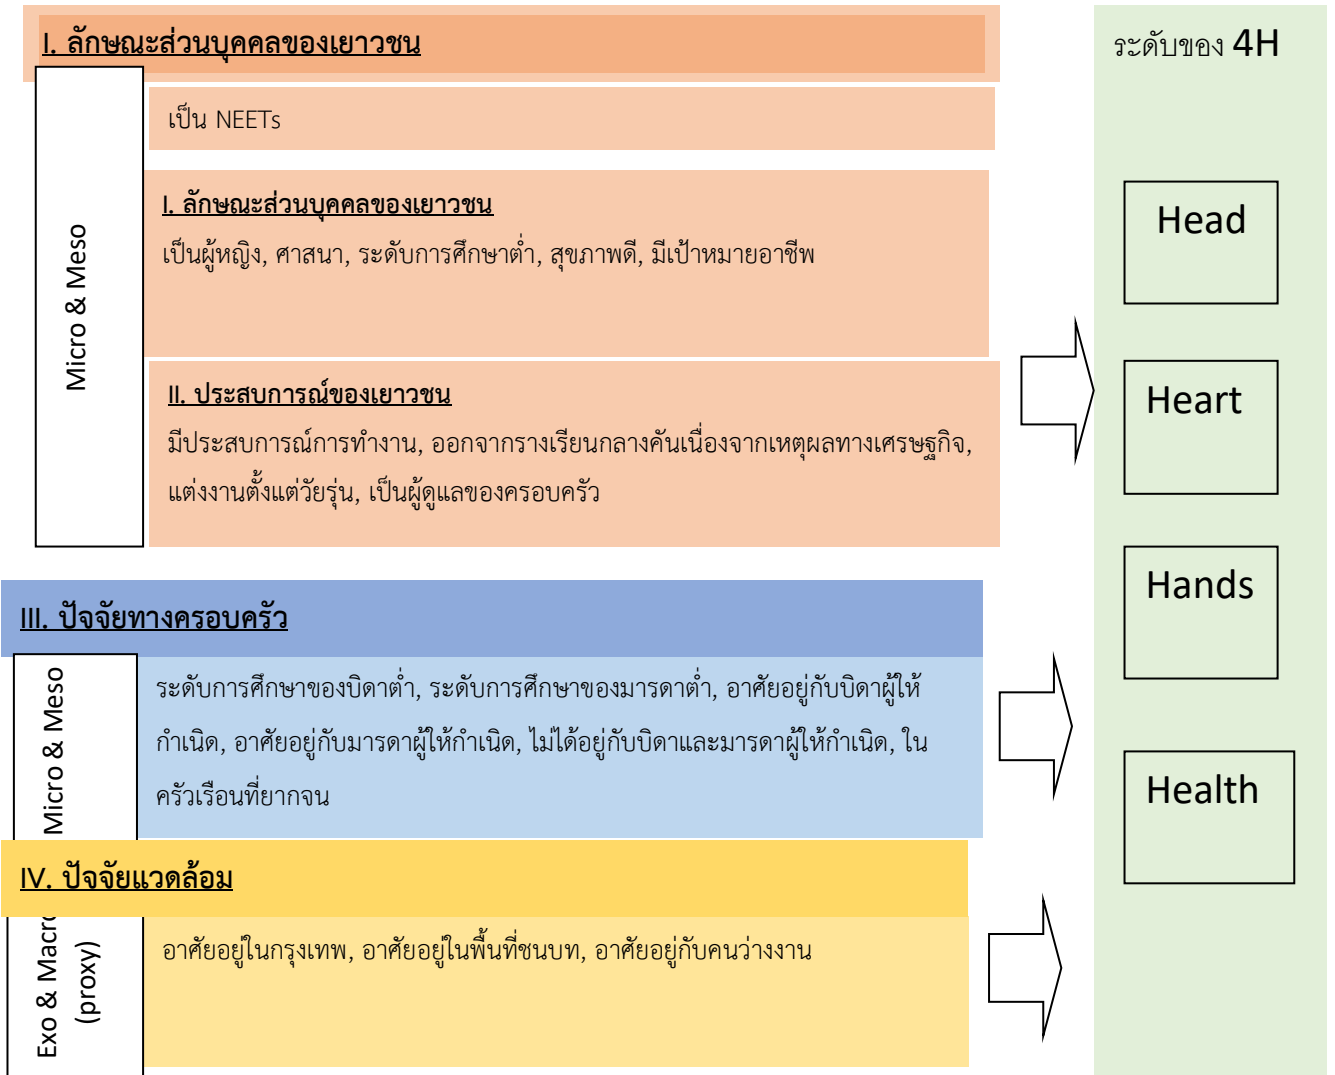 I. ลักษณะส่วนบุคคลของเยาวชน
ระดับของ 4H
เป็น NEETs
Micro & Meso
I. ลักษณะส่วนบุคคลของเยาวชน
เป็นผู้หญิง, ศาสนา, ระดับการศึกษาต่ำ, สุขภาพดี, มีเป้าหมายอาชีพ
II. ประสบการณ์ของเยาวชน
มีประสบการณ์การทำงาน, ออกจากรางเรียนกลางคันเนื่องจากเหตุผลทางเศรษฐกิจ,
แต่งงานตั้งแต่วัยรุ่น, เป็นผู้ดูแลของครอบครัว
Head
Heart
Hands
Health
III. ปัจจัยทางครอบครัว
Micro & Meso
ระดับการศึกษาของบิดาต่ำ, ระดับการศึกษาของมารดาต่ำ, อาศัยอยู่กับบิดาผู้ให้
กำเนิด, อาศัยอยู่กับมารดาผู้ให้กำเนิด, ไม่ได้อยู่กับบิดาและมารดาผู้ให้กำเนิด, ใน
ครัวเรือนที่ยากจน
IV. ปัจจัยแวดล้อม
Exo & Macro
(proxy)
อาศัยอยู่ในกรุงเทพ, อาศัยอยู่ในพื้นที่ชนบท, อาศัยอยู่กับคนว่างงาน